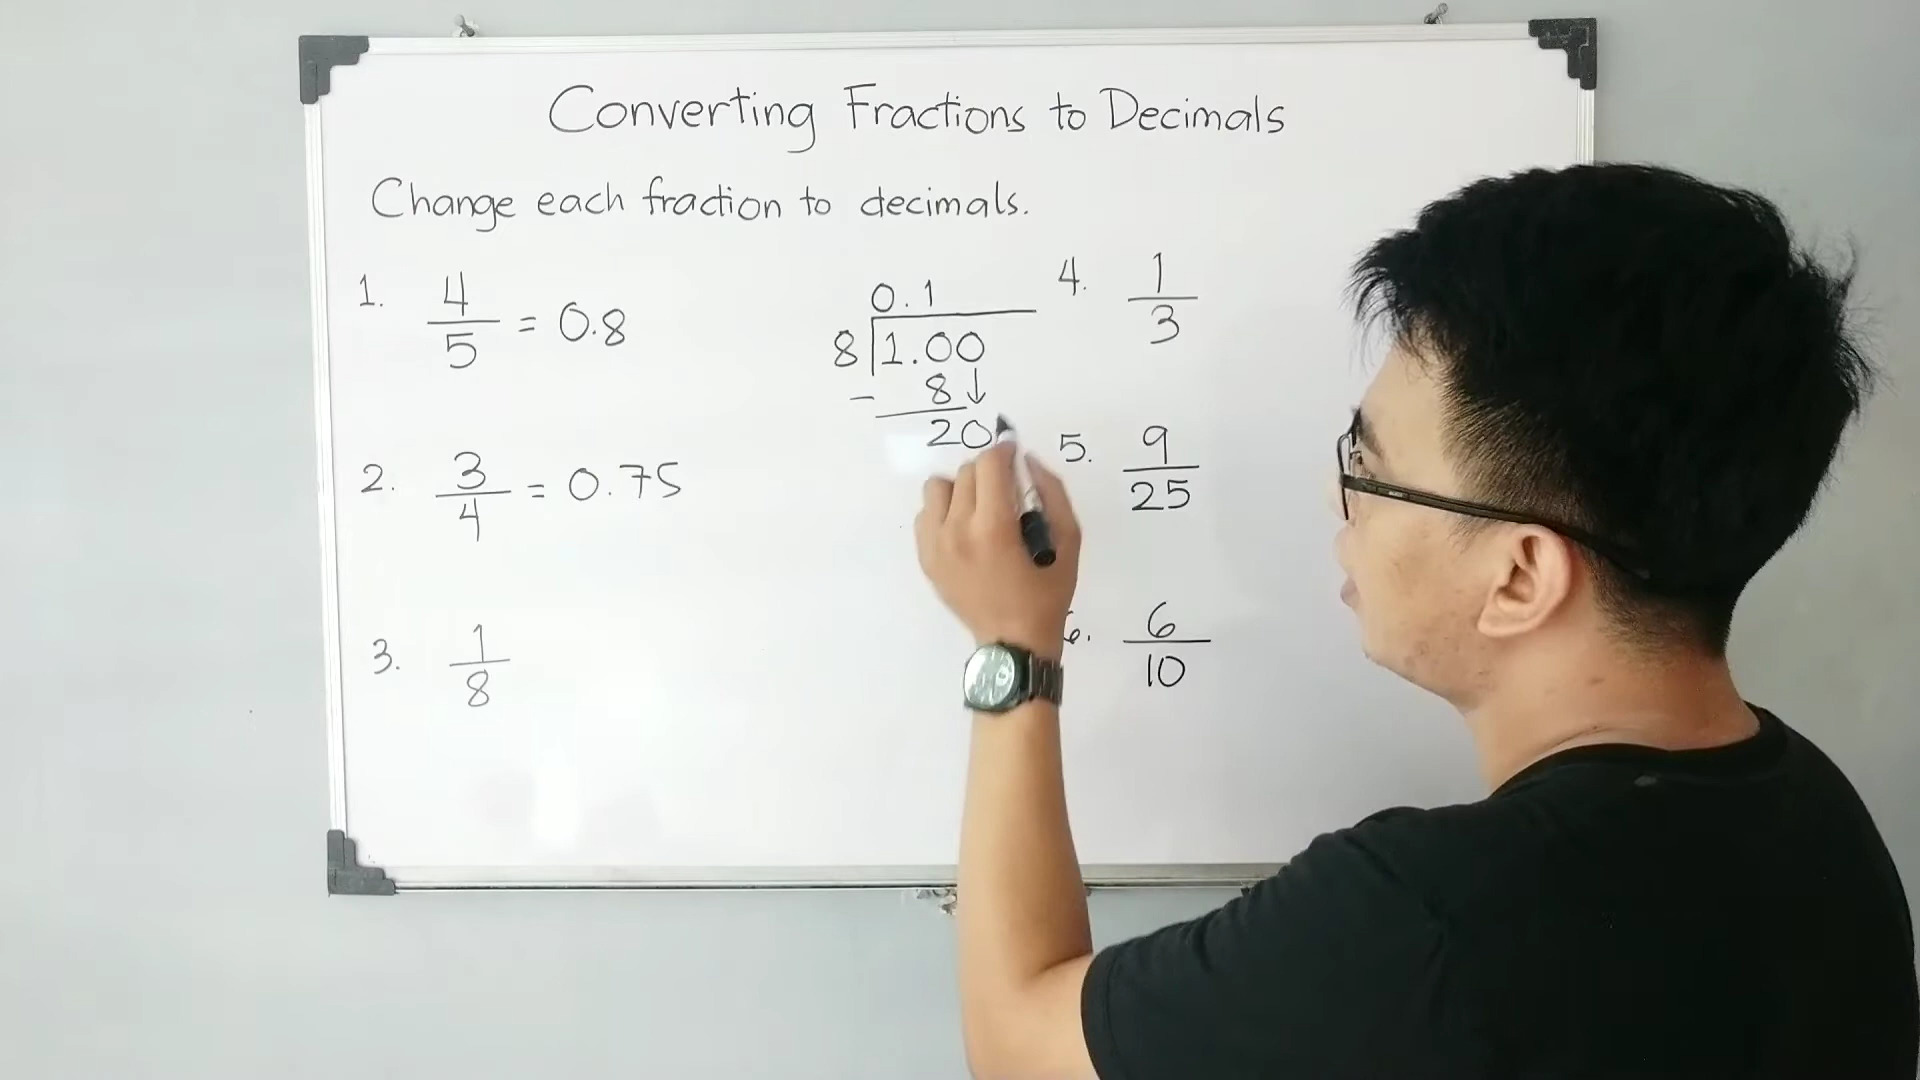 Converting Fractions to Decimals
Change each fraction to decimals.
1. 4/5 = 0.8
2. 3/4 = 0.75
3. 1/8
0.1
8 1.00
- 8↓
20
4. 1/3
5. 9/25
6. 6/10